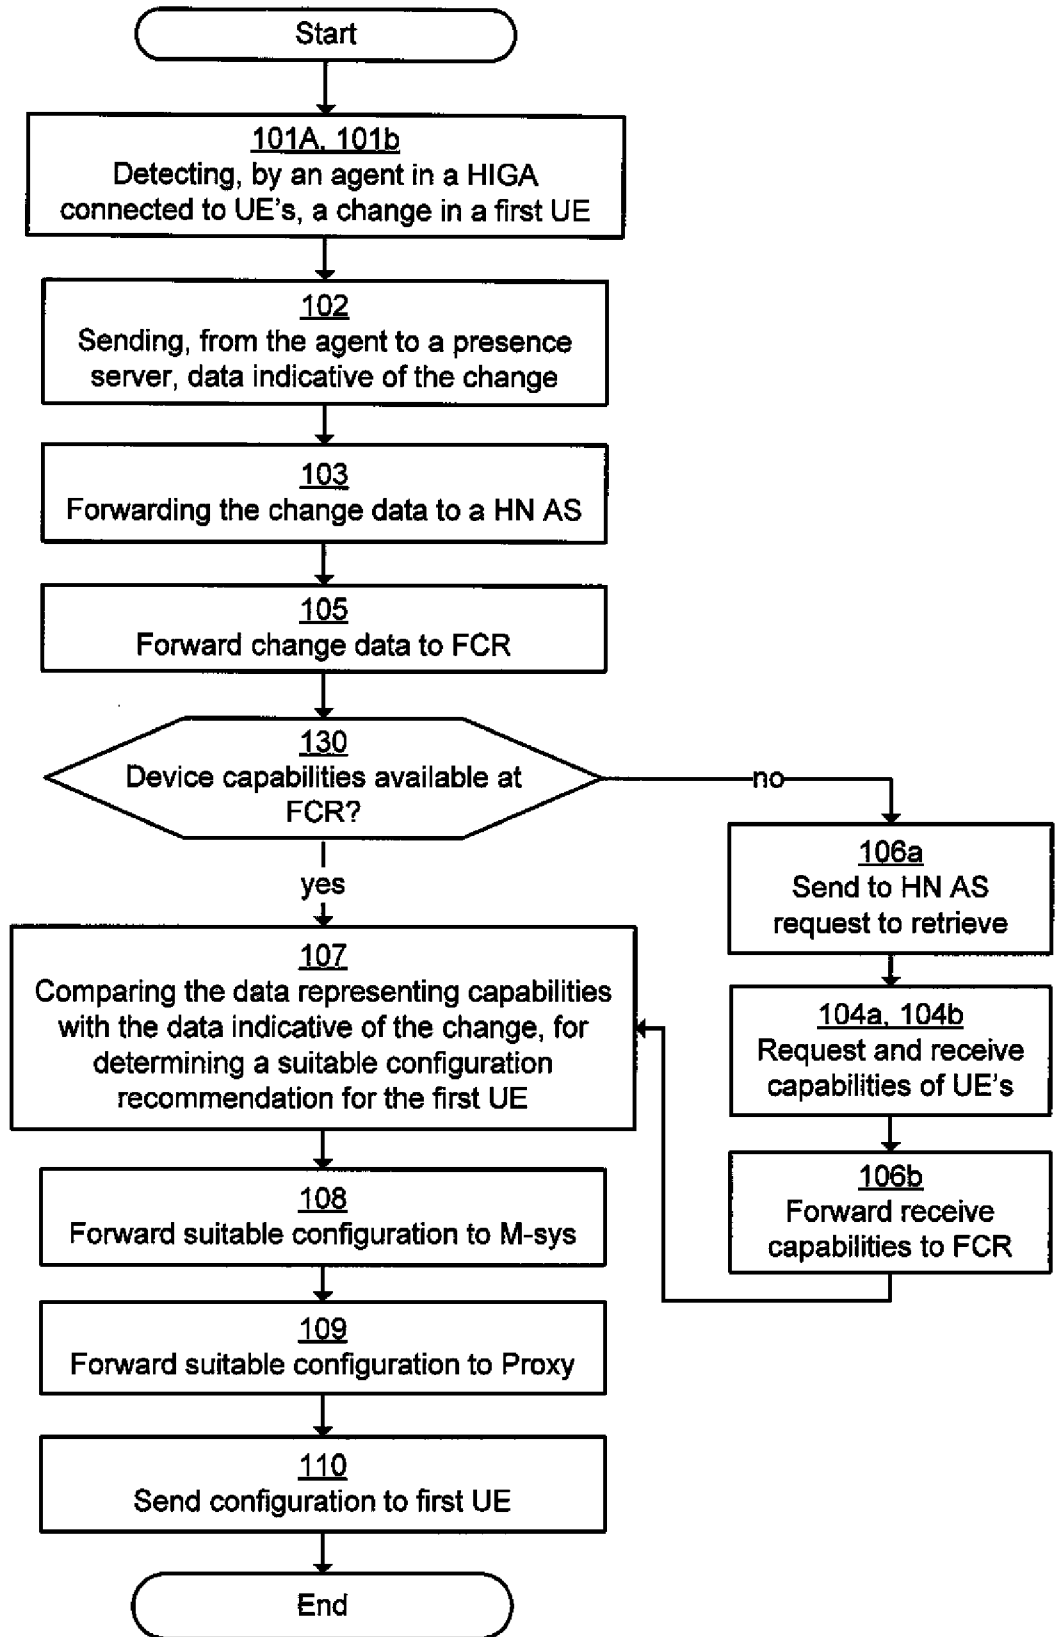 Start
101A, 101b
Detecting, by an agent in a HIGA
connected to UE's, a change in a first UE
102
Sending, from the agent to a presence
server, data indicative of the change
103
Forwarding the change data to a HN AS
105
Forward change data to FCR
130
Device capabilities available at
FCR?
no
yes
106a
Send to HN AS
request to retrieve
104a, 104b
Request and receive
capabilities of UE's
106b
Forward receive
capabilities to FCR
107
Comparing the data representing capabilities
with the data indicative of the change, for
determining a suitable configuration
recommendation for the first UE
108
Forward suitable configuration to M-sys
109
Forward suitable configuration to Proxy
110
Send configuration to first UE
End